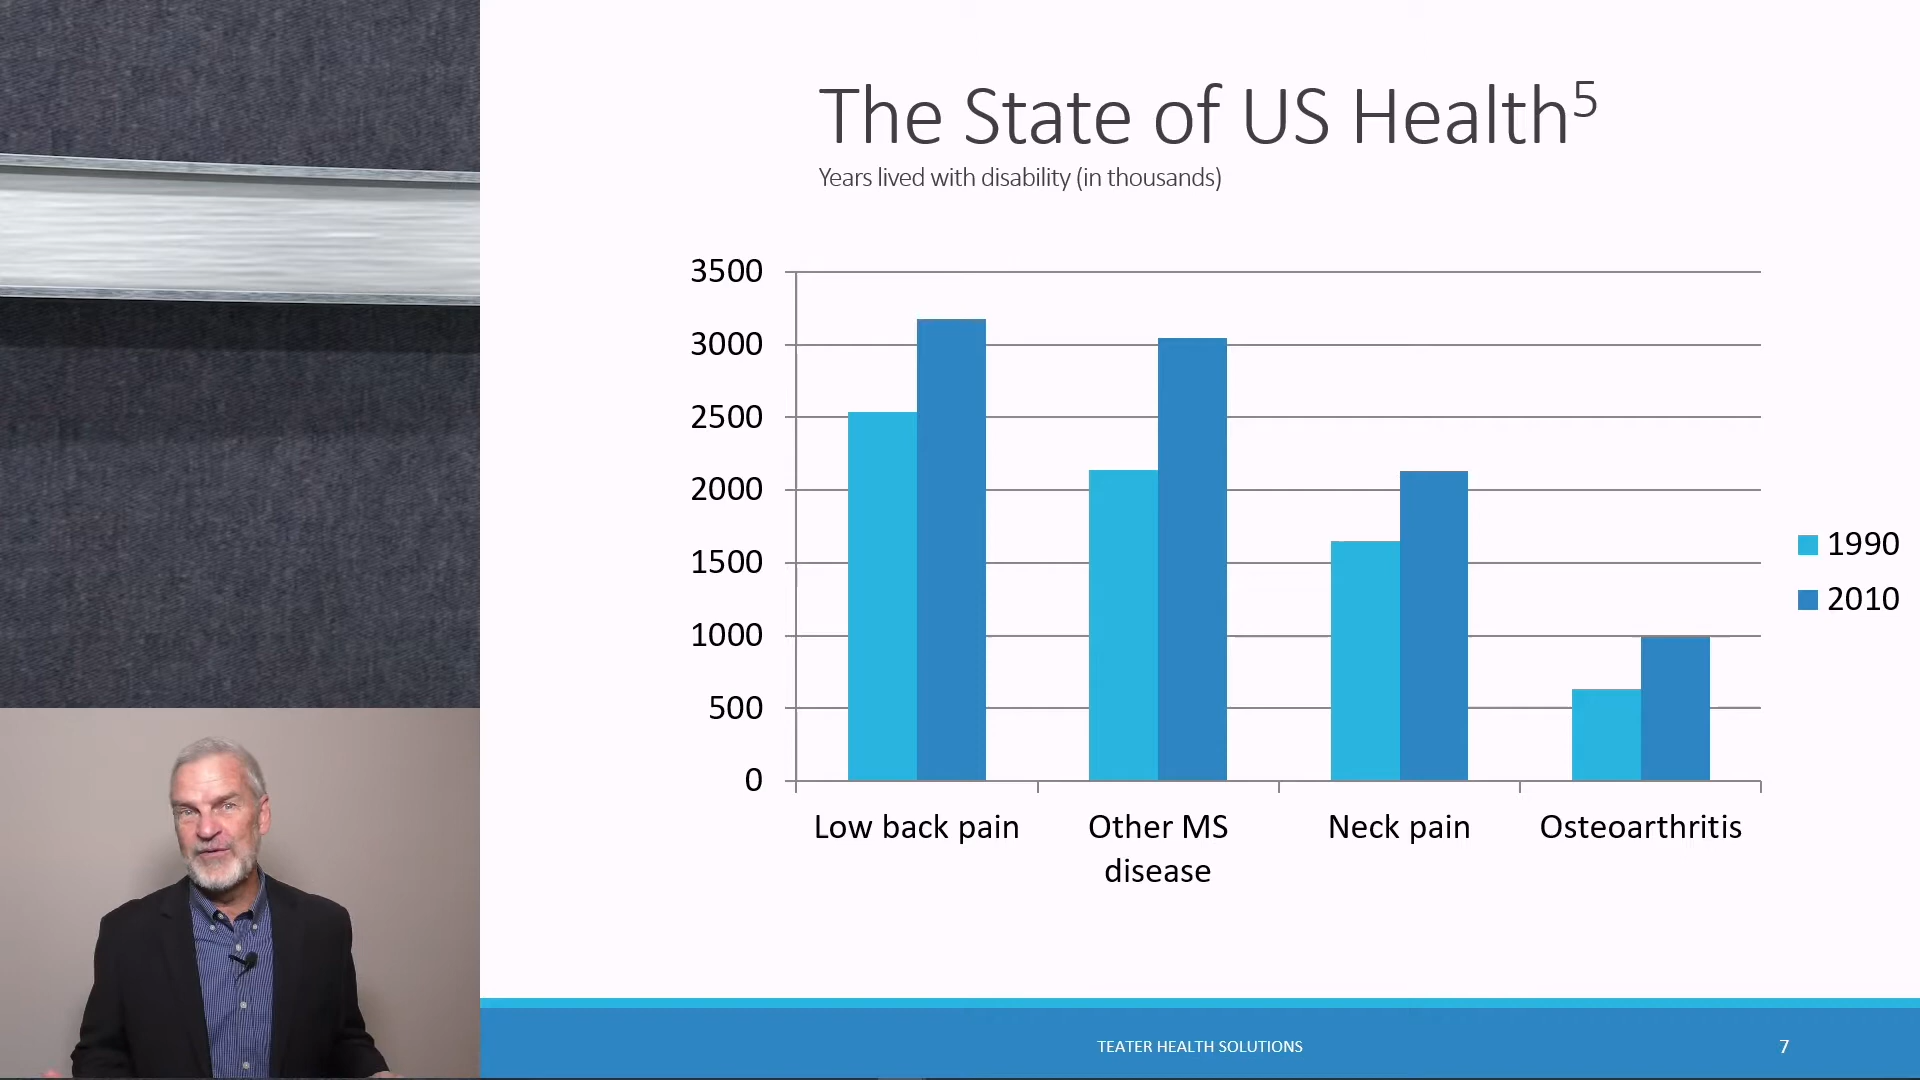 The State of US Health5
Years lived with disability (in thousands)
3500
3000
2500
2000
1500
1000
500
0
Low back pain
Other MS
disease
Neck pain
Osteoarthritis
1990
2010
TEATER HEALTH SOLUTIONS
7